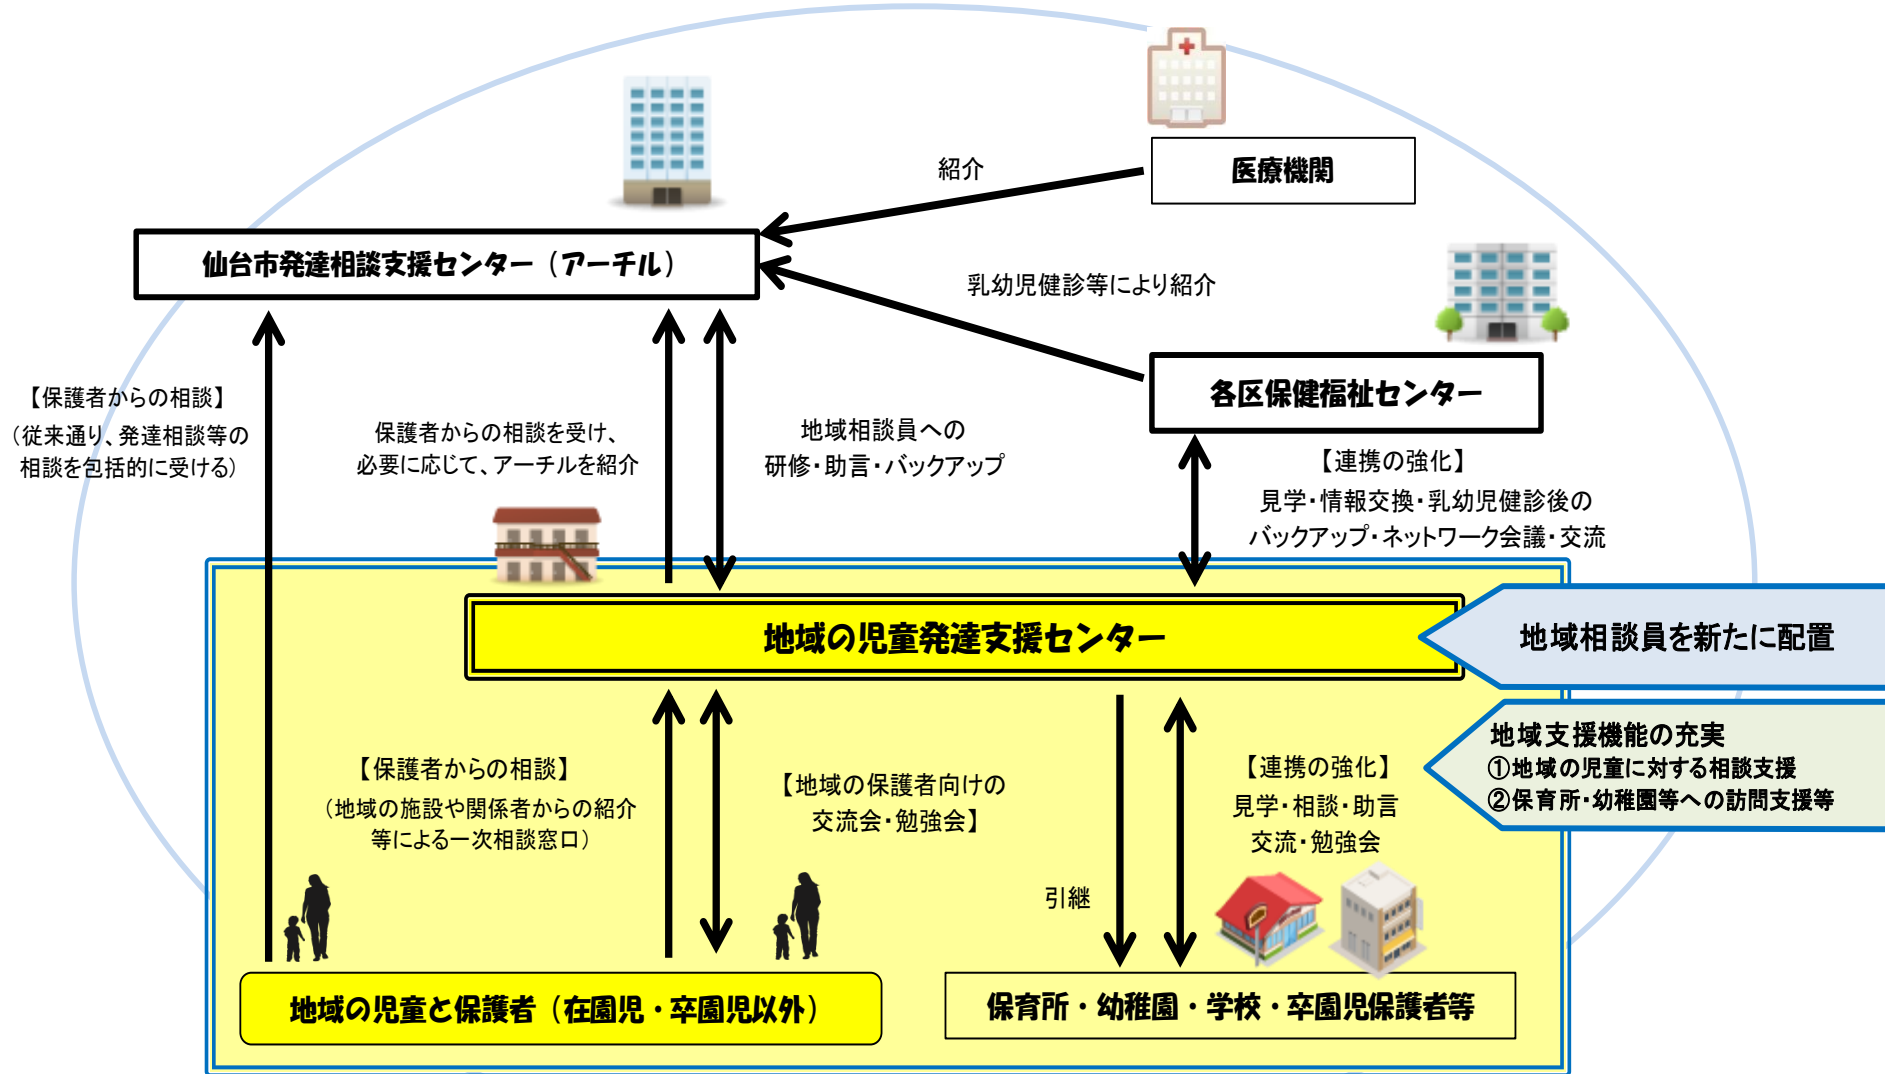 医療機関
紹介
仙台市発達相談支援センター（アーチル）
乳幼児健診等により紹介
各区保健福祉センター
【保護者からの相談】
（従来通り、発達相談等の
相談を包括的に受ける）
保護者からの相談を受け、
必要に応じて、アーチルを紹介
地域相談員への
研修・助言・バックアップ
【連携の強化】
見学・情報交換・乳幼児健診後の
バックアップ・ネットワーク会議・交流
地域の児童発達支援センター
地域相談員を新たに配置
地域支援機能の充実
①地域の児童に対する相談支援
②保育所・幼稚園等への訪問支援等
【保護者からの相談】
（地域の施設や関係者からの紹介
等による一次相談窓口）
【地域の保護者向けの
交流会・勉強会】
【連携の強化】
見学・相談・助言
交流・勉強会
引継
地域の児童と保護者（在園児・卒園児以外）
保育所・幼稚園・学校・卒園児保護者等